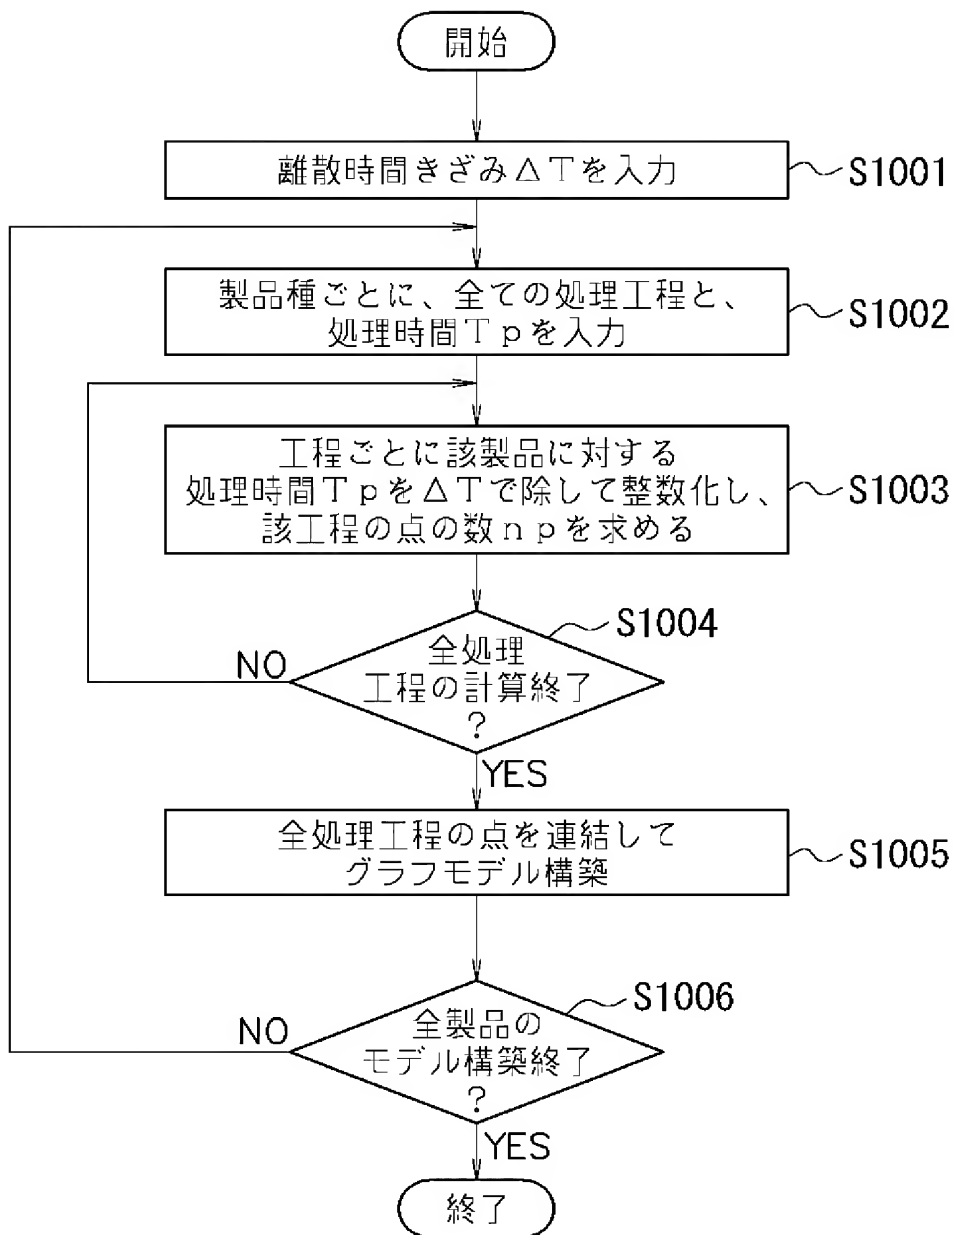 開始
離散時間きざみΔTを入力
S1001
製品種ごとに、全ての処理工程と、
処理時間Tpを入力
S1002
工程ごとに該製品に対する
処理時間TpをΔTで除して整数化し、
該工程の点の数npを求める
S1003
S1004
全処理
工程の計算終了
?
NO
YES
全処理工程の点を連結して
グラフモデル構築
S1005
S1006
全製品の
モデル構築終了
?
NO
YES
終了